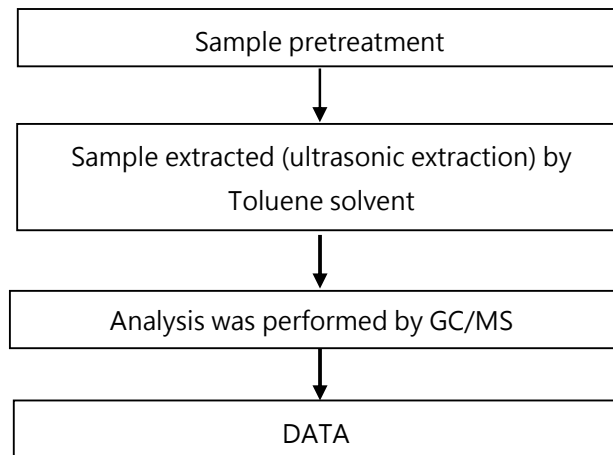 Sample pretreatment
Sample extracted (ultrasonic extraction) by
Toluene solvent
Analysis was performed by GC/MS
DATA